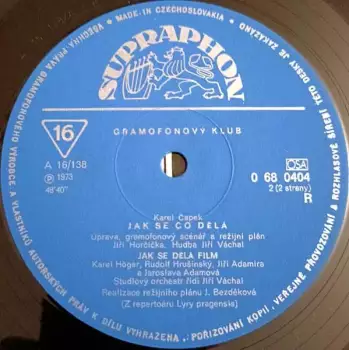 MADE IN CZECHOSLOVAKIA • VŠECHNA PRÁVA GRAMOFONOVÉHO VÝROBCE A VLASTNÍKŮ AUTORSKÝCH PRÁV K DÍLU VYHRAZENA. POŘIZOVÁNÍ KOPIÍ, VEREJNÉ PROVOZOVÁNÍ & ROZHLASOVÉ ŠÍŘENÍ TÉTO DESKY JE ZAKÁZÁNO
SUPRAPHON
GRAMOFONOVÝ KLUB
16
A 16/138
Ⓟ 1973
49'40"
OSA
0 68 0404
2 (2 strany)
R
Karel Čapek
JAK SE CO DĚLÁ
Úprava, gramofonový scénář a režijní plán
Jiří Horčička, Hudba Jiří Váchal
JAK SE DĚLÁ FILM
Karel Höger, Rudolf Hrušínský, Jiří Adamíra
a Jaroslava Adamová
Studiový orchestr řídí Jiří Váchal
Realizace režijního plánu J. Bezděková
(Z repertoáru Lyry pragensis)